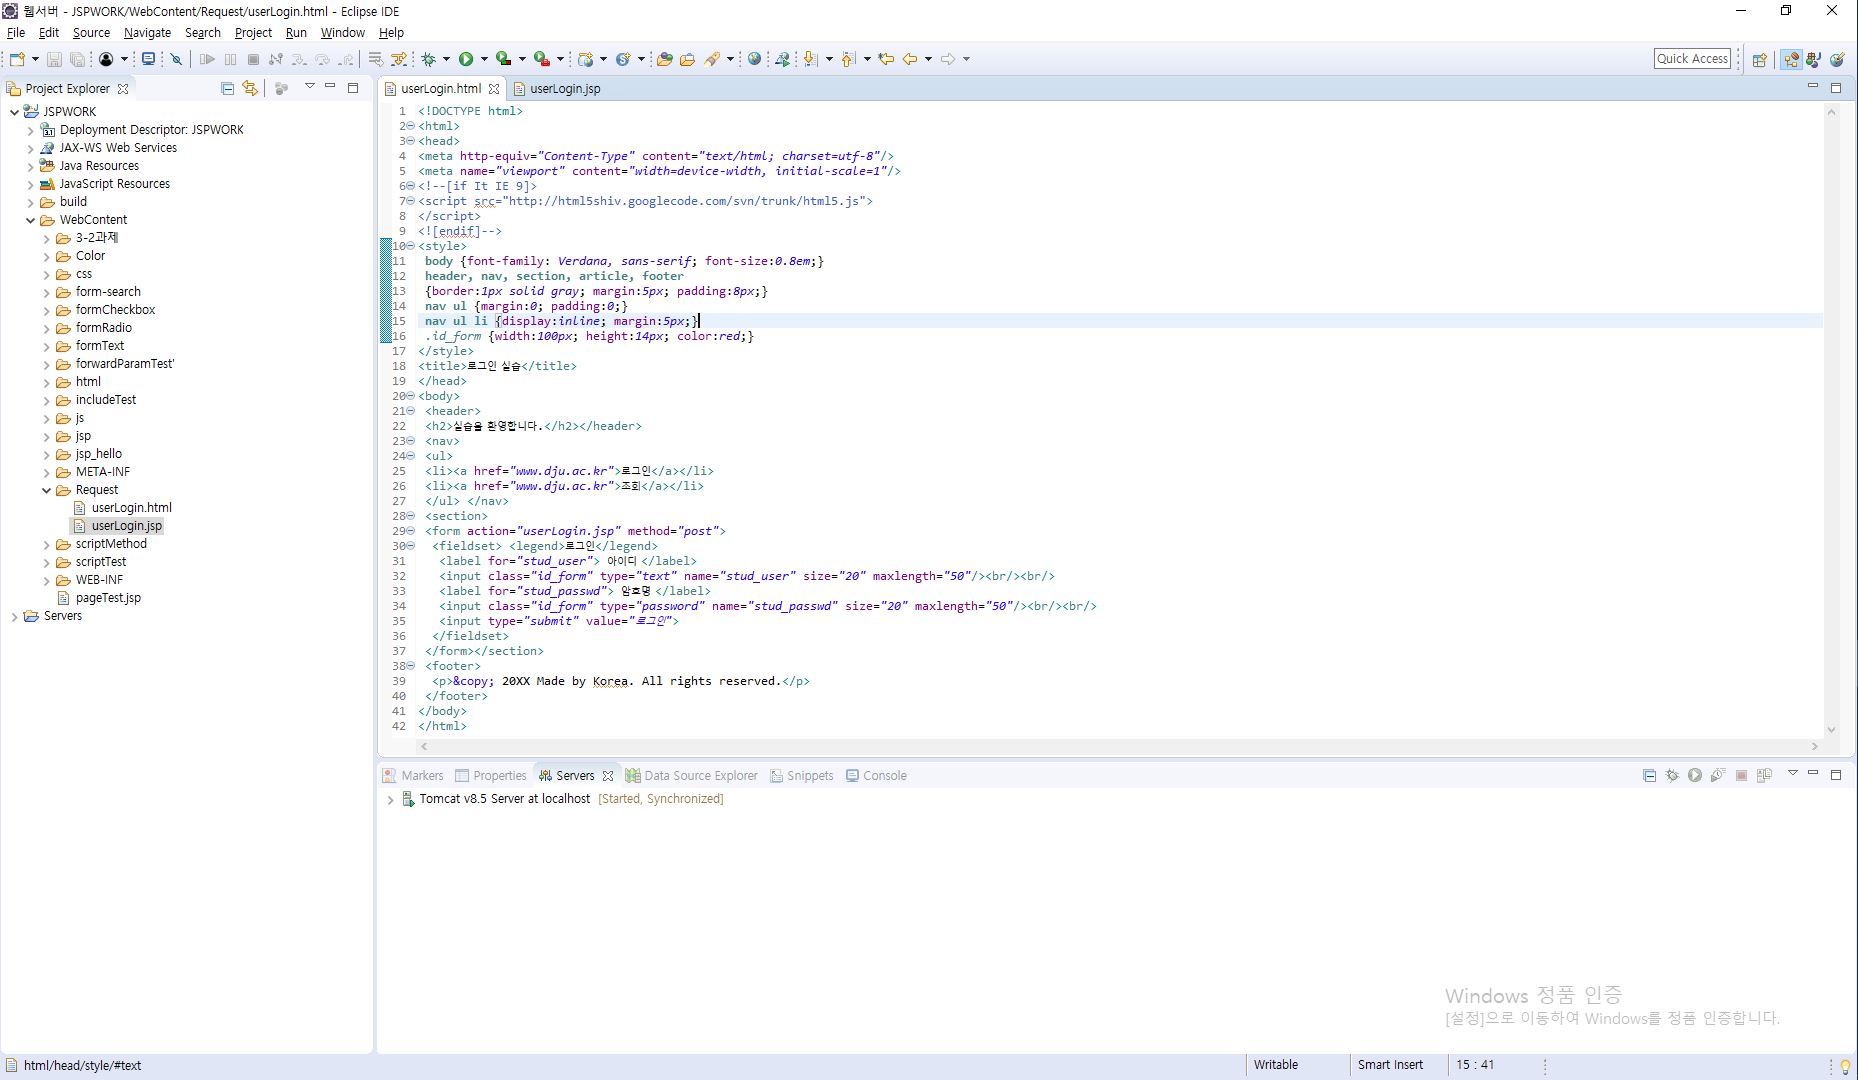 웹서버 - JSPWORK/WebContent/Request/userLogin.html - Eclipse IDE
File Edit Source Navigate Search Project Run Window Help
Quick Access
Project Explorer
JSPWORK
Deployment Descriptor: JSPWORK
JAX-WS Web Services
Java Resources
JavaScript Resources
build
WebContent
3-2과제
Color
css
form-search
formCheckbox
formRadio
formText
forwardParamTest'
html
includeTest
js
jsp
jsp_hello
META-INF
Request
userLogin.html
userLogin.jsp
scriptMethod
scriptTest
WEB-INF
pageTest.jsp
Servers
userLogin.html userLogin.jsp
1 <!DOCTYPE html>
2 <html>
3 <head>
4 <meta http-equiv="Content-Type" content="text/html; charset=utf-8"/>
5 <meta name="viewport" content="width=device-width, initial-scale=1"/>
6 <!--[if It IE 9]>
7 <script src="http://html5shiv.googlecode.com/svn/trunk/html5.js">
8 </script>
9 <![endif]-->
10 <style>
11 body {font-family: Verdana, sans-serif; font-size:0.8em;}
12 header, nav, section, article, footer
13 {border:1px solid gray; margin:5px; padding:8px;}
14 nav ul {margin:0; padding:0;}
15 nav ul li {display:inline; margin:5px;}
16 .id_form {width:100px; height:14px; color:red;}
17 </style>
18 <title>로그인 실습</title>
19 </head>
20 <body>
21 <header>
22 <h2>실습을 환영합니다.</h2></header>
23 <nav>
24 <ul>
25 <li><a href="www.dju.ac.kr">로그인</a></li>
26 <li><a href="www.dju.ac.kr">조회</a></li>
27 </ul> </nav>
28 <section>
29 <form action="userLogin.jsp" method="post">
30 <fieldset> <legend>로그인</legend>
31 <label for="stud_user"> 아이디 </label>
32 <input class="id_form" type="text" name="stud_user" size="20" maxlength="50"/><br/><br/>
33 <label for="stud_passwd"> 암호명 </label>
34 <input class="id_form" type="password" name="stud_passwd" size="20" maxlength="50"/><br/><br/>
35 <input type="submit" value="로그인">
36 </fieldset>
37 </form></section>
38 <footer>
39 <p>&copy; 20XX Made by Korea. All rights reserved.</p>
40 </footer>
41 </body>
42 </html>
Markers Properties Servers Data Source Explorer Snippets Console
Tomcat v8.5 Server at localhost [Started, Synchronized]
Windows 정품 인증
[설정]으로 이동하여 Windows를 정품 인증합니다.
html/head/style/#text Writable Smart Insert 15 : 41